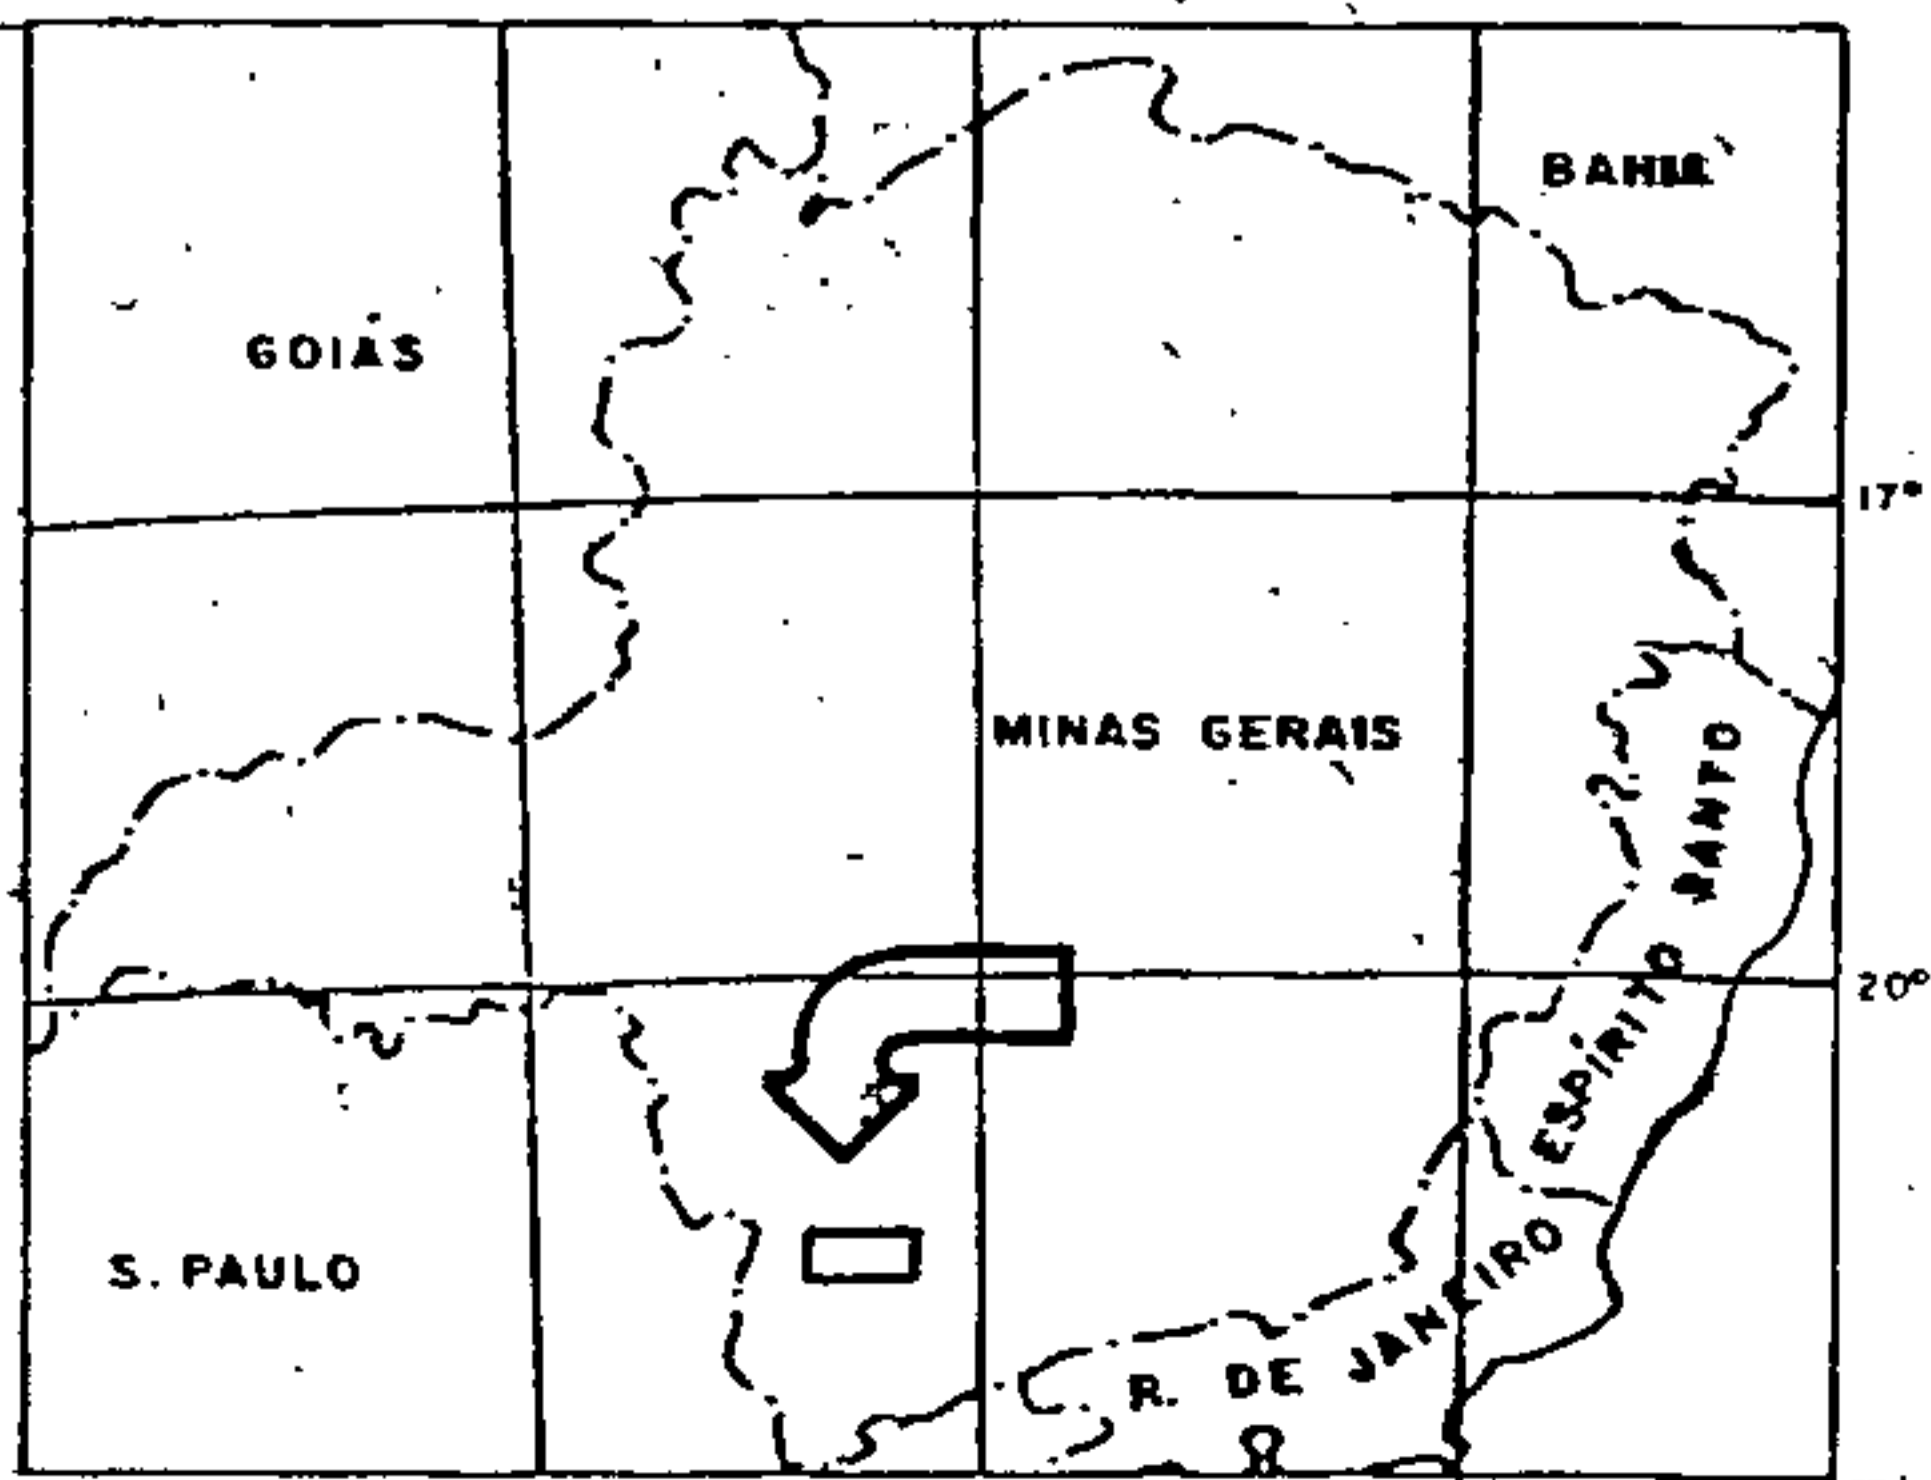 BAHIA
GOIÁS
17°
MINAS GERAIS
ESPÍRITO SANTO
20°
S. PAULO
R. DE JANEIRO